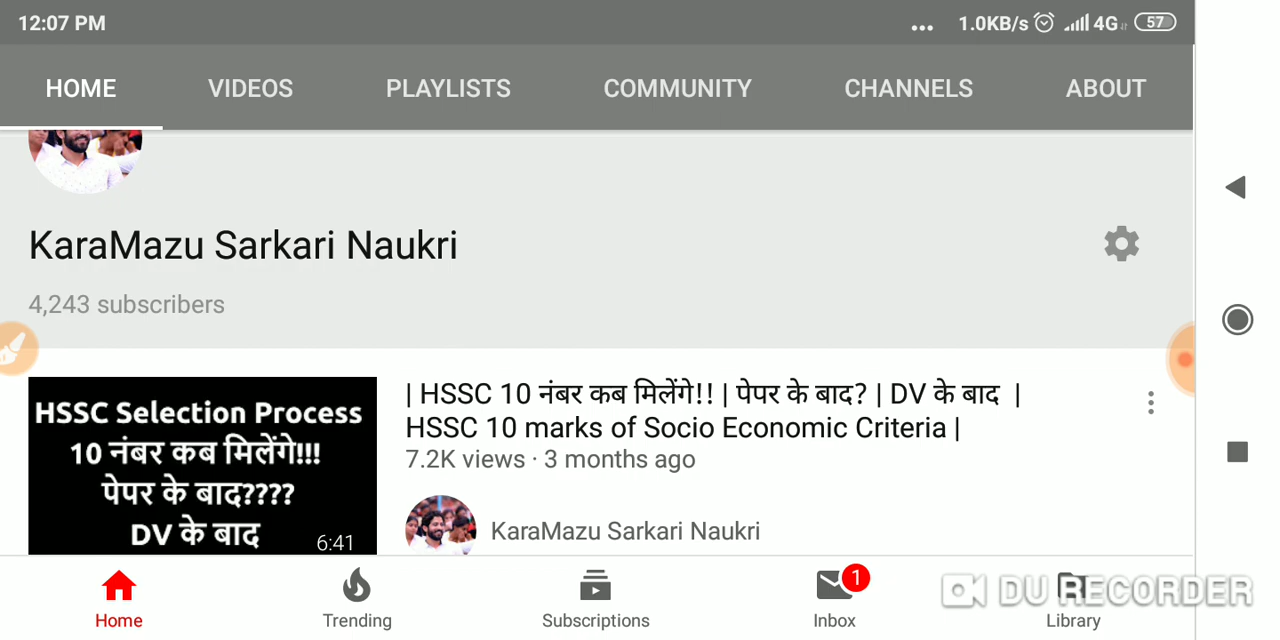 12:07 PM
... 1.0KB/s 4G 57
HOME VIDEOS PLAYLISTS COMMUNITY CHANNELS ABOUT
KaraMazu Sarkari Naukri
4,243 subscribers
HSSC Selection Process
10 नंबर कब मिलेंगे!!!
पेपर के बाद????
DV के बाद
6:41
| HSSC 10 नंबर कब मिलेंगे!! | पेपर के बाद? | DV के बाद |
HSSC 10 marks of Socio Economic Criteria |
7.2K views · 3 months ago
KaraMazu Sarkari Naukri
Home Trending Subscriptions Inbox 1 Library
DU RECORDER